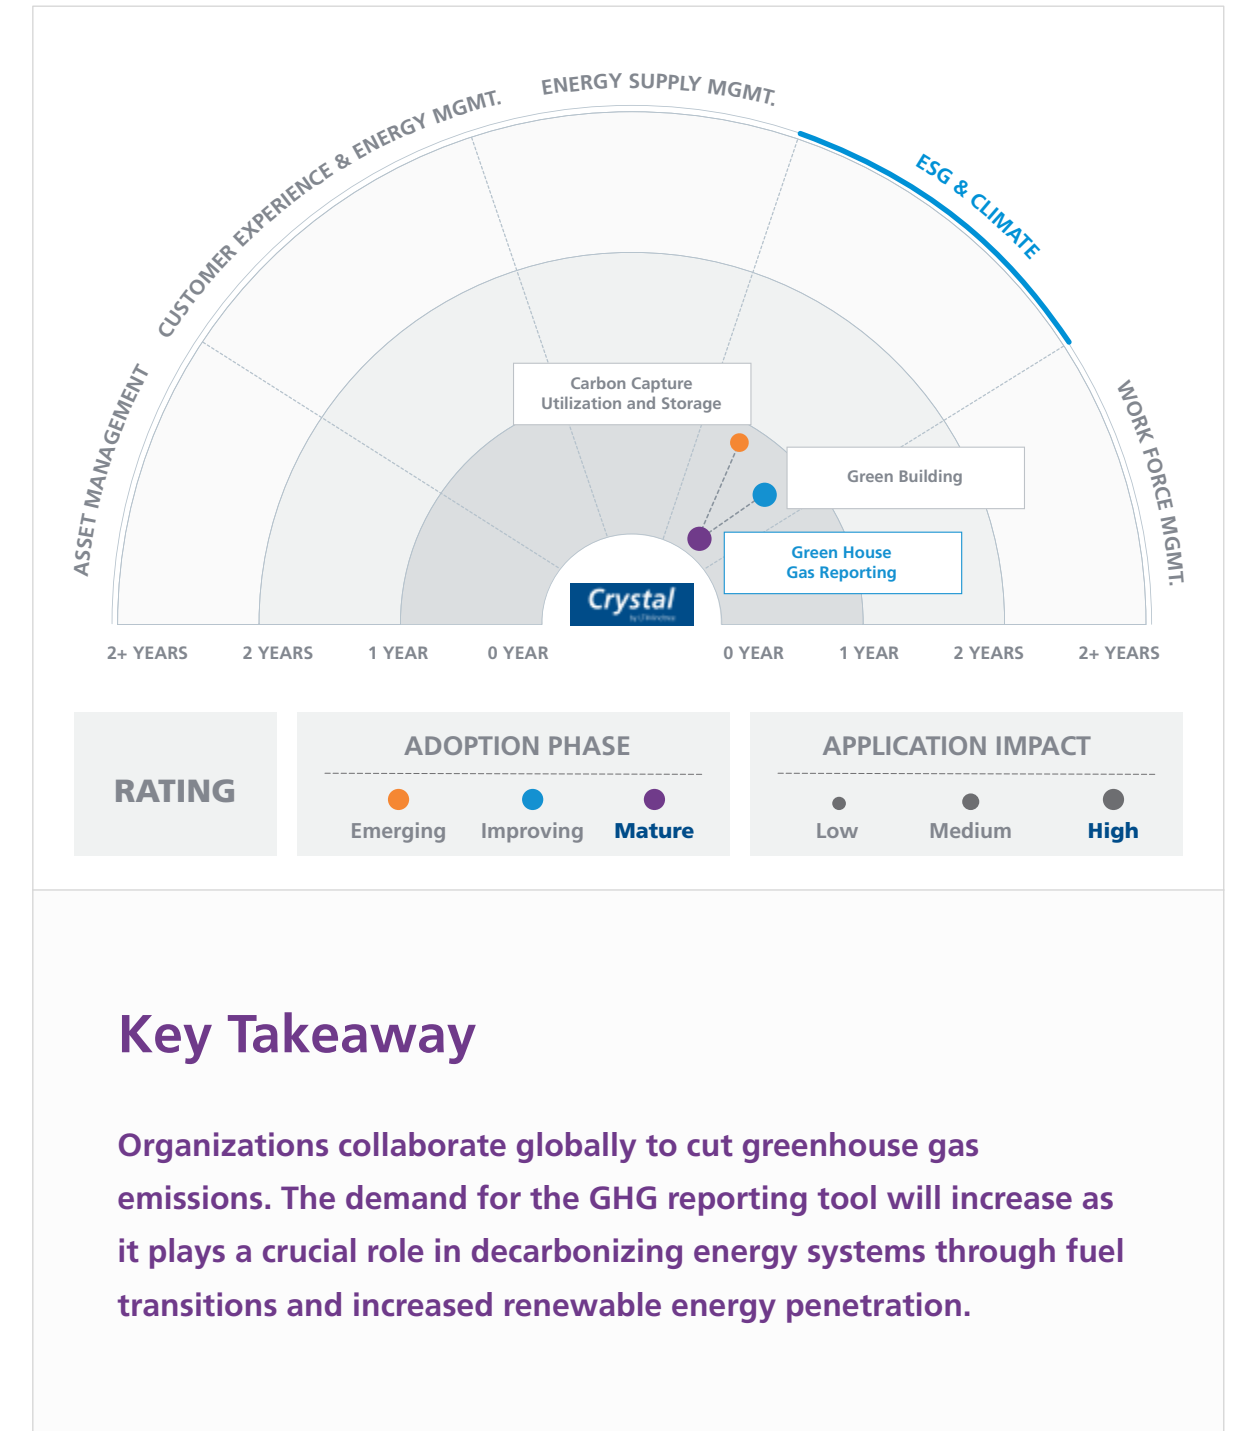 ENERGY SUPPLY MGMT.
CUSTOMER EXPERIENCE & ENERGY MGMT.
ESG & CLIMATE
ASSET MANAGEMENT
WORK FORCE MGMT.
Carbon Capture
Utilization and Storage
Green Building
Green House
Gas Reporting
Crystal
2+ YEARS
2 YEARS
1 YEAR
0 YEAR
0 YEAR
1 YEAR
2 YEARS
2+ YEARS
RATING
ADOPTION PHASE
Emerging
Improving
Mature
APPLICATION IMPACT
Low
Medium
High
Key Takeaway
Organizations collaborate globally to cut greenhouse gas
emissions. The demand for the GHG reporting tool will increase as
it plays a crucial role in decarbonizing energy systems through fuel
transitions and increased renewable energy penetration.